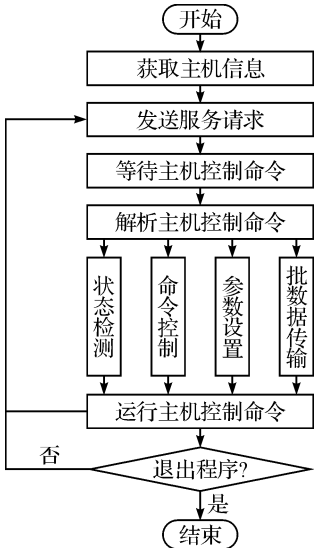 开始
获取主机信息
发送服务请求
等待主机控制命令
解析主机控制命令
状态检测
命令控制
参数设置
批数据传输
运行主机控制命令
否
退出程序?
是
结束